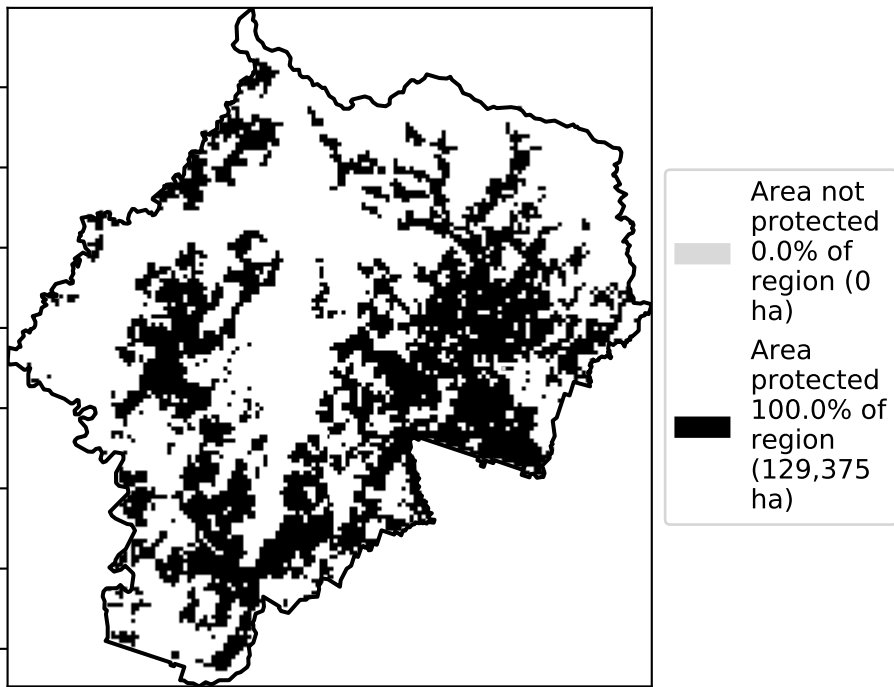 Area not
protected
0.0% of
region (0
ha)
Area
protected
100.0% of
region
(129,375
ha)